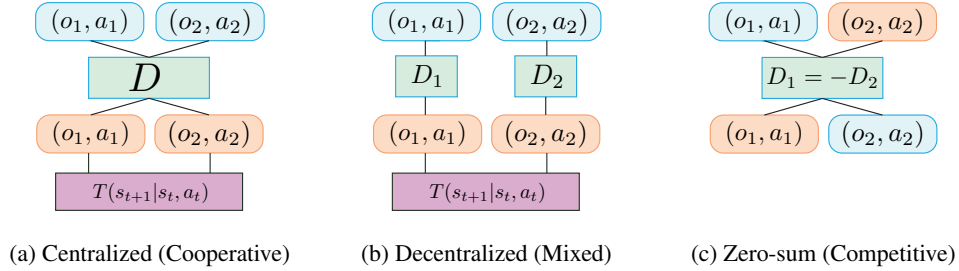 (o₁, a₁) (o₂, a₂) (o₁, a₁) (o₂, a₂) (o₁, a₁) (o₂, a₂)
D D₁ D₂ D₁ = −D₂
(o₁, a₁) (o₂, a₂) (o₁, a₁) (o₂, a₂) (o₁, a₁) (o₂, a₂)
T(sₜ₊₁|sₜ, aₜ) T(sₜ₊₁|sₜ, aₜ)
(a) Centralized (Cooperative) (b) Decentralized (Mixed) (c) Zero-sum (Competitive)